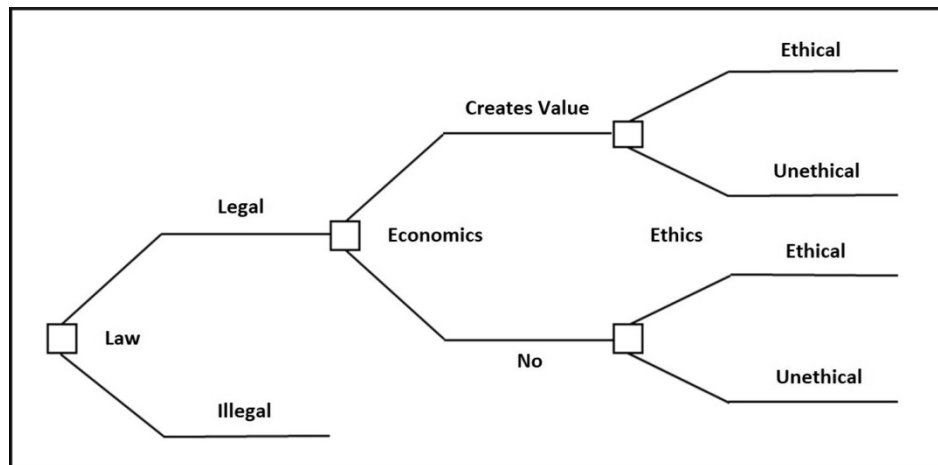 Ethical
Creates Value
Unethical
Legal
Economics
Ethics
Ethical
Law
No
Unethical
Illegal